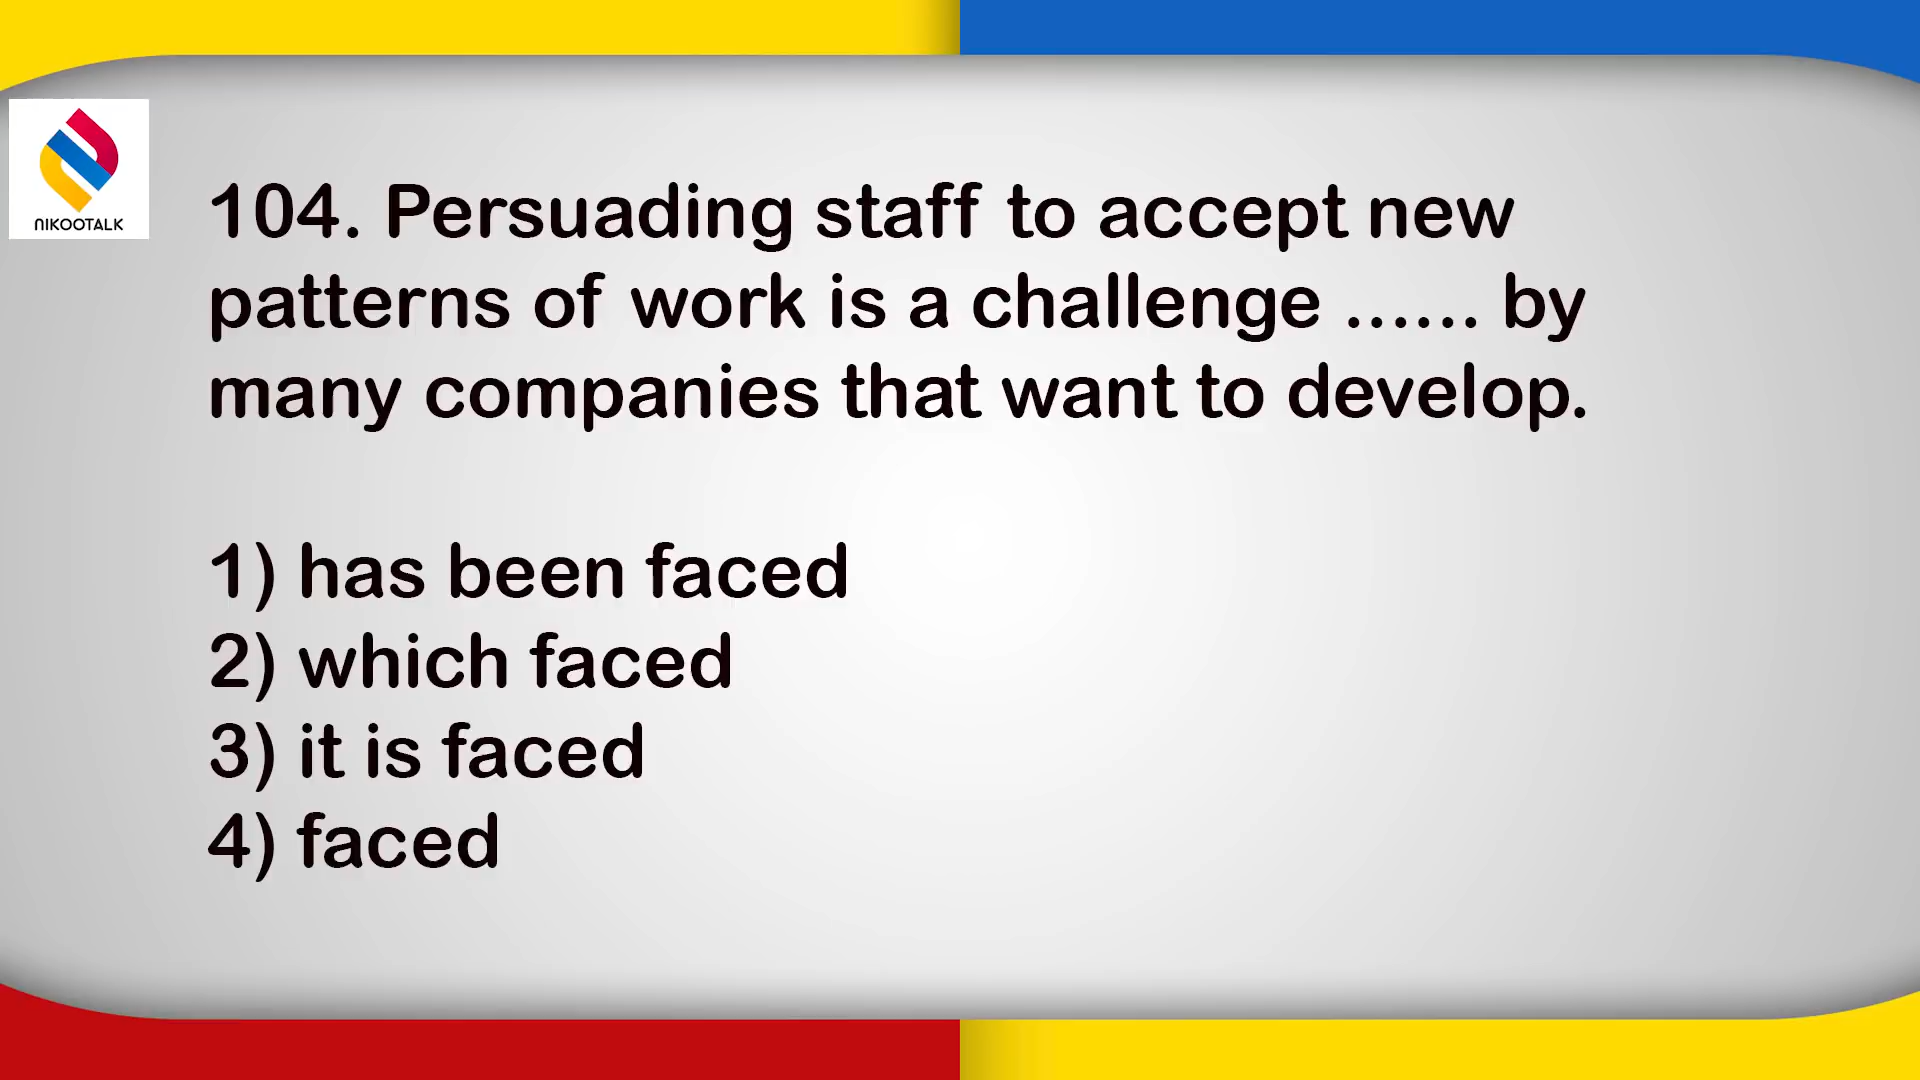 NIKOOTALK
104. Persuading staff to accept new
patterns of work is a challenge ...... by
many companies that want to develop.
1) has been faced
2) which faced
3) it is faced
4) faced